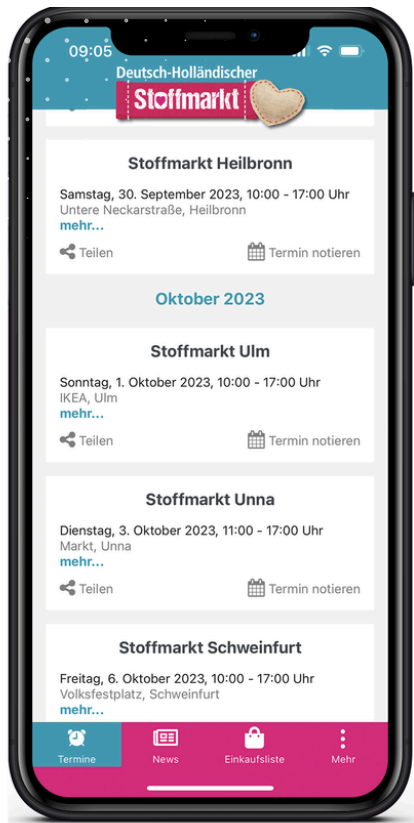 09:05
Deutsch-Holländischer
Stoffmarkt
Stoffmarkt Heilbronn
Samstag, 30. September 2023, 10:00 - 17:00 Uhr
Untere Neckarstraße, Heilbronn
mehr...
Teilen Termin notieren
Oktober 2023
Stoffmarkt Ulm
Sonntag, 1. Oktober 2023, 10:00 - 17:00 Uhr
IKEA, Ulm
mehr...
Teilen Termin notieren
Stoffmarkt Unna
Dienstag, 3. Oktober 2023, 11:00 - 17:00 Uhr
Markt, Unna
mehr...
Teilen Termin notieren
Stoffmarkt Schweinfurt
Freitag, 6. Oktober 2023, 10:00 - 17:00 Uhr
Volksfestplatz, Schweinfurt
mehr...
Termine News Einkaufsliste Mehr